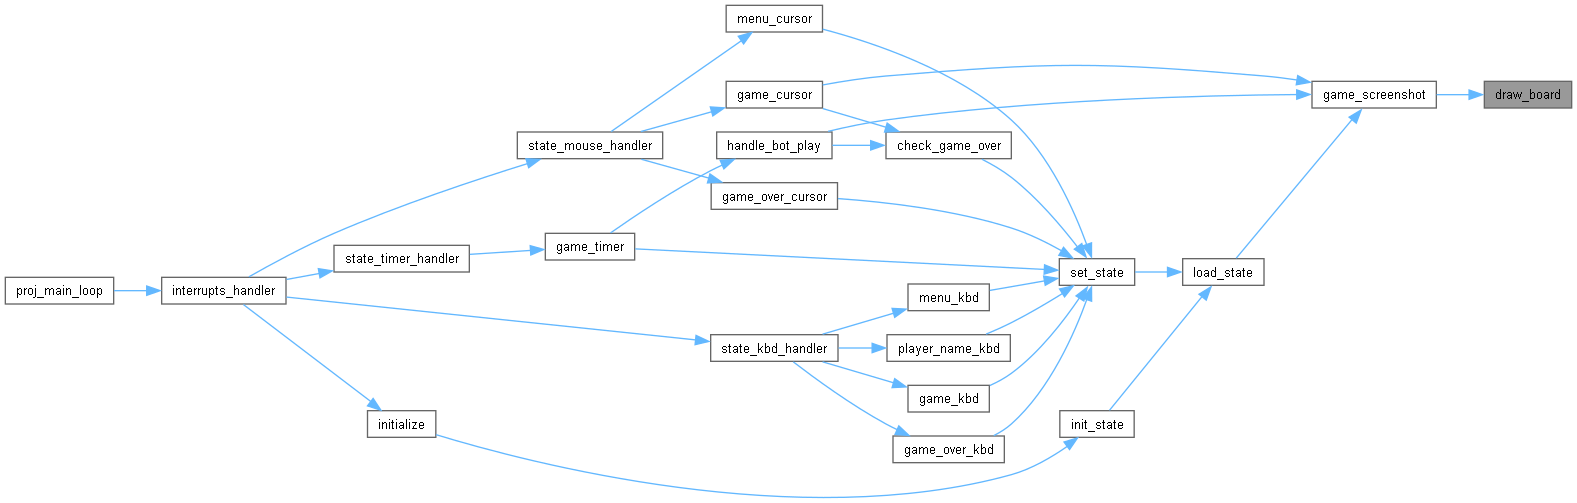 menu_cursor
game_cursor
game_screenshot
draw_board
state_mouse_handler
handle_bot_play
check_game_over
game_over_cursor
game_timer
state_timer_handler
set_state
load_state
proj_main_loop
interrupts_handler
menu_kbd
state_kbd_handler
player_name_kbd
game_kbd
initialize
init_state
game_over_kbd